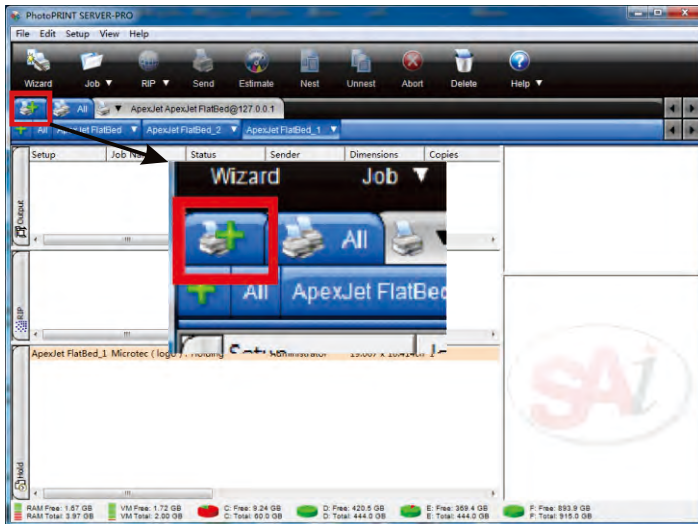 PhotoPRINT SERVER-PRO
File Edit Setup View Help
Wizard Job RIP Send Estimate Nest Unnest Abort Delete Help
All ApexJet ApexJet FlatBed@127.0.0.1
All ApexJet FlatBed ApexJet FlatBed_2 ApexJet FlatBed_1
Setup Job Status Sender Dimensions Copies
Wizard Job
All
All ApexJet FlatBed
Output
RIP
ApexJet FlatBed_1 Microtec ( logo
Hold
SAi
RAM Free: 1.67 GB VM Free: 1.72 GB C: Free: 9.24 GB D: Free: 420.5 GB E: Free: 369.4 GB F: Free: 893.9 GB
RAM Total: 3.97 GB VM Total: 2.00 GB C: Total: 60.0 GB D: Total: 444.0 GB E: Total: 444.0 GB F: Total: 915.0 GB